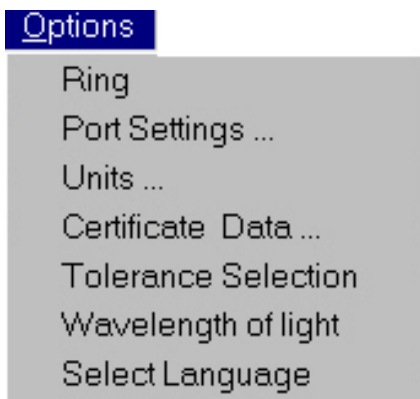 Options
Ring
Port Settings ...
Units ...
Certificate Data ...
Tolerance Selection
Wavelength of light
Select Language